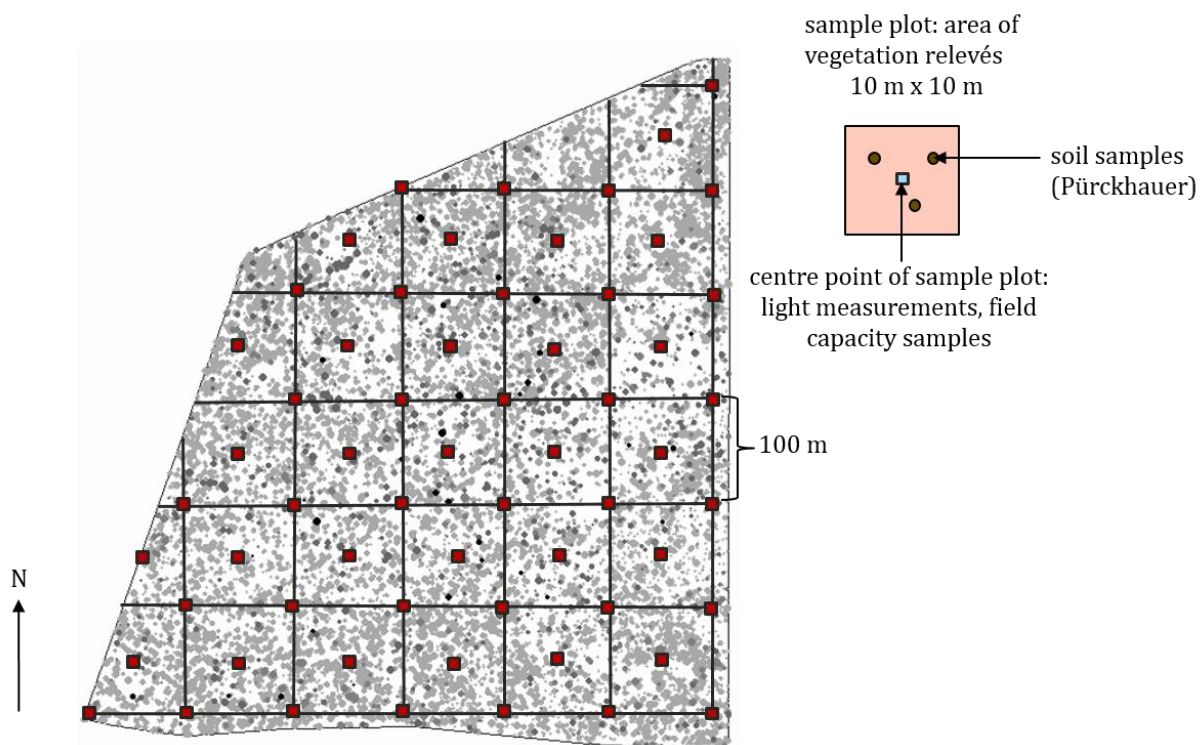 sample plot: area of
vegetation relevés
10 m x 10 m
soil samples
(Pürckhauer)
centre point of sample plot:
light measurements, field
capacity samples
100 m
N